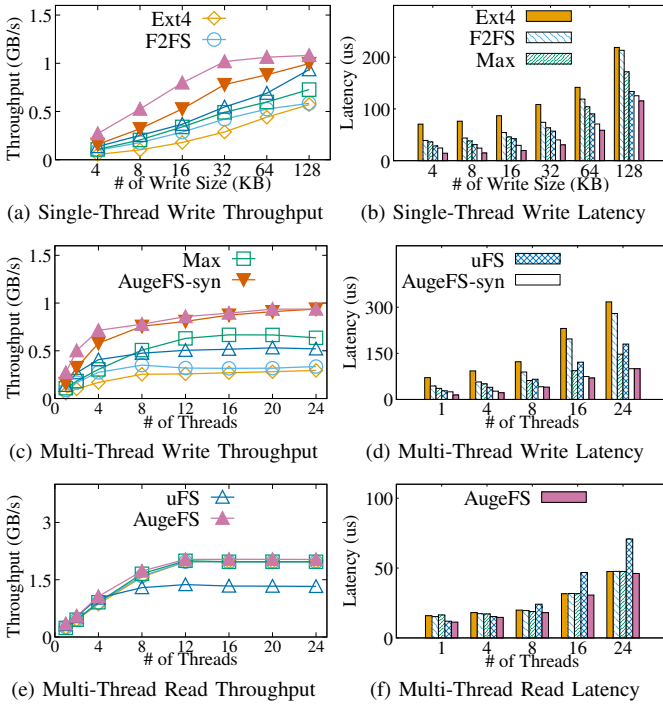 Throughput (GB/s)
1.5
1
0.5
0
Ext4
F2FS
4
8
16
32
64
128
# of Write Size (KB)
(a) Single-Thread Write Throughput
Latency (us)
200
100
0
Ext4
F2FS
Max
4
8
16
32
64
128
# of Write Size (KB)
(b) Single-Thread Write Latency
Throughput (GB/s)
1.5
1
0.5
0
Max
AugeFS-syn
0
4
8
12
16
20
24
# of Threads
(c) Multi-Thread Write Throughput
Latency (us)
300
150
0
uFS
AugeFS-syn
1
4
8
16
24
# of Threads
(d) Multi-Thread Write Latency
Throughput (GB/s)
3
1.5
0
uFS
AugeFS
0
4
8
12
16
20
24
# of Threads
(e) Multi-Thread Read Throughput
Latency (us)
100
50
0
AugeFS
1
4
8
16
24
# of Threads
(f) Multi-Thread Read Latency